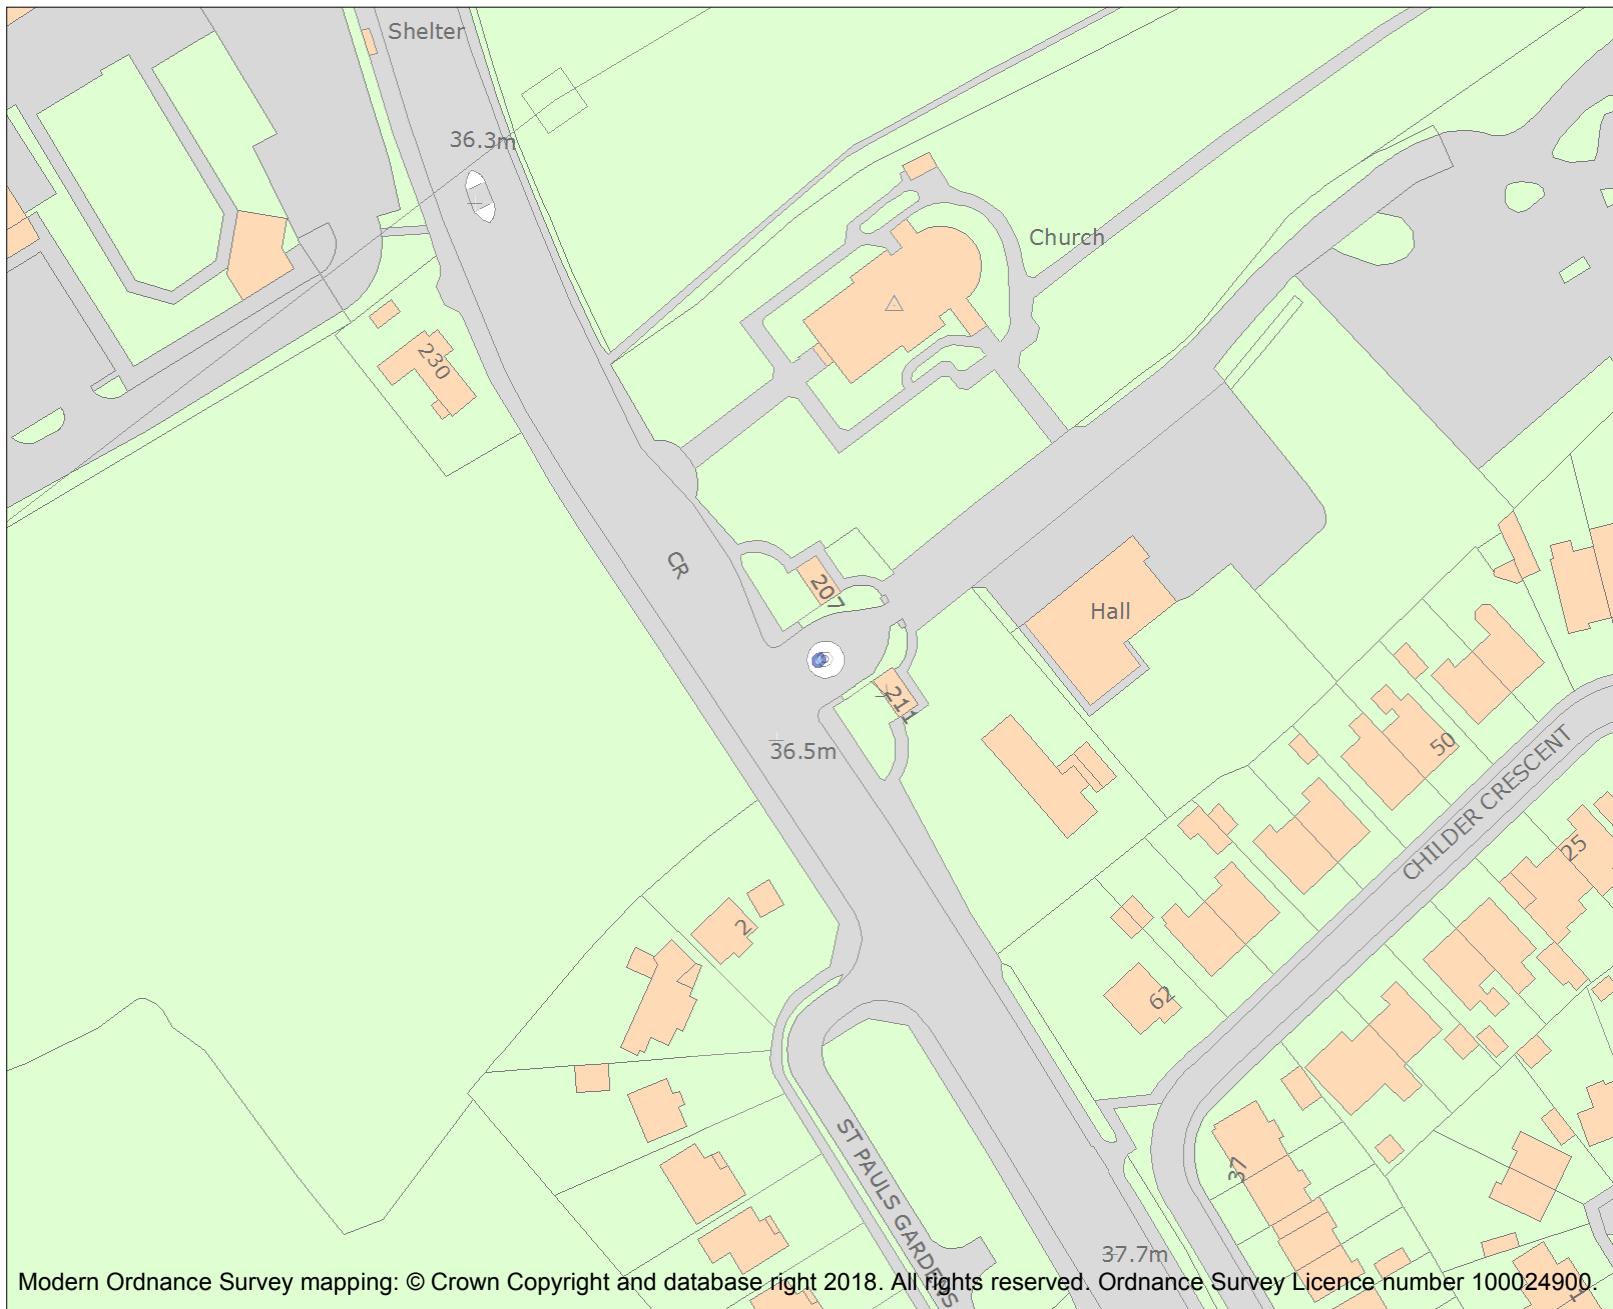 Shelter
36.3m
Church
230
CR
207
Hall
211
36.5m
50
CHILDER CRESCENT
25
2
62
ST PAULS GARDENS
37
37.7m
Modern Ordnance Survey mapping: © Crown Copyright and database right 2018. All rights reserved. Ordnance Survey Licence number 100024900.